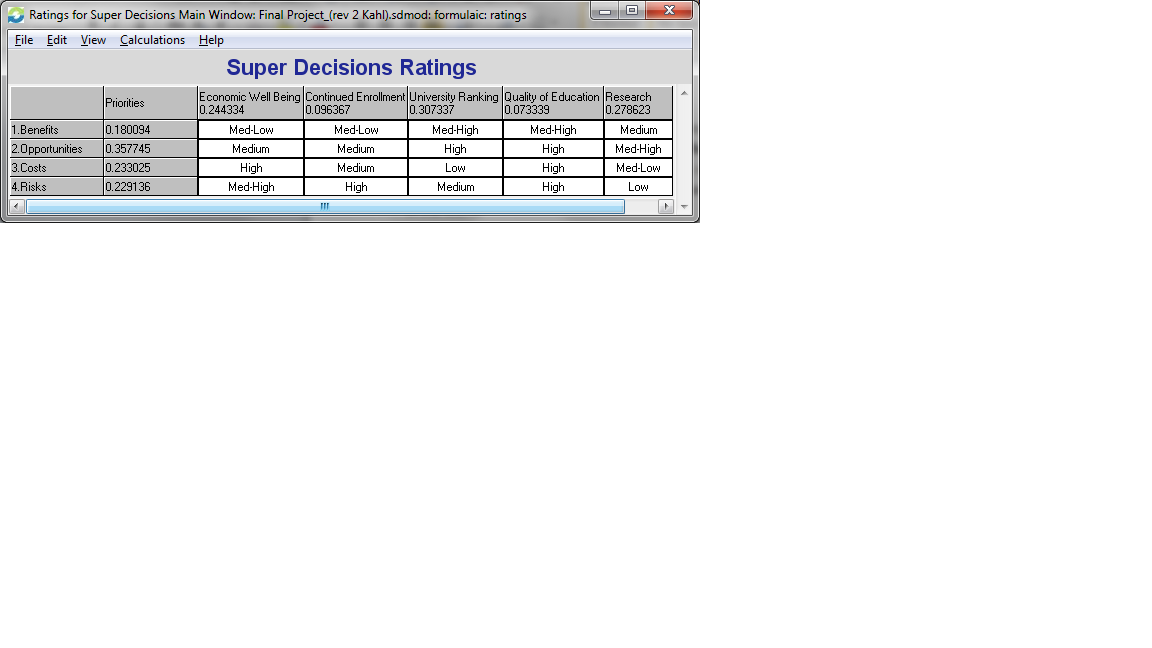 Ratings for Super Decisions Main Window: Final Project_(rev 2 Kahl).sdmod: formulaic: ratings
File Edit View Calculations Help
Super Decisions Ratings
Priorities Economic Well Being Continued Enrollment University Ranking Quality of Education Research
0.244334 0.096367 0.307337 0.073339 0.278623
1.Benefits 0.180094 Med-Low Med-Low Med-High Med-High Medium
2.Opportunities 0.357745 Medium Medium High High Med-High
3.Costs 0.233025 High Medium Low High Med-Low
4.Risks 0.229136 Med-High High Medium High Low